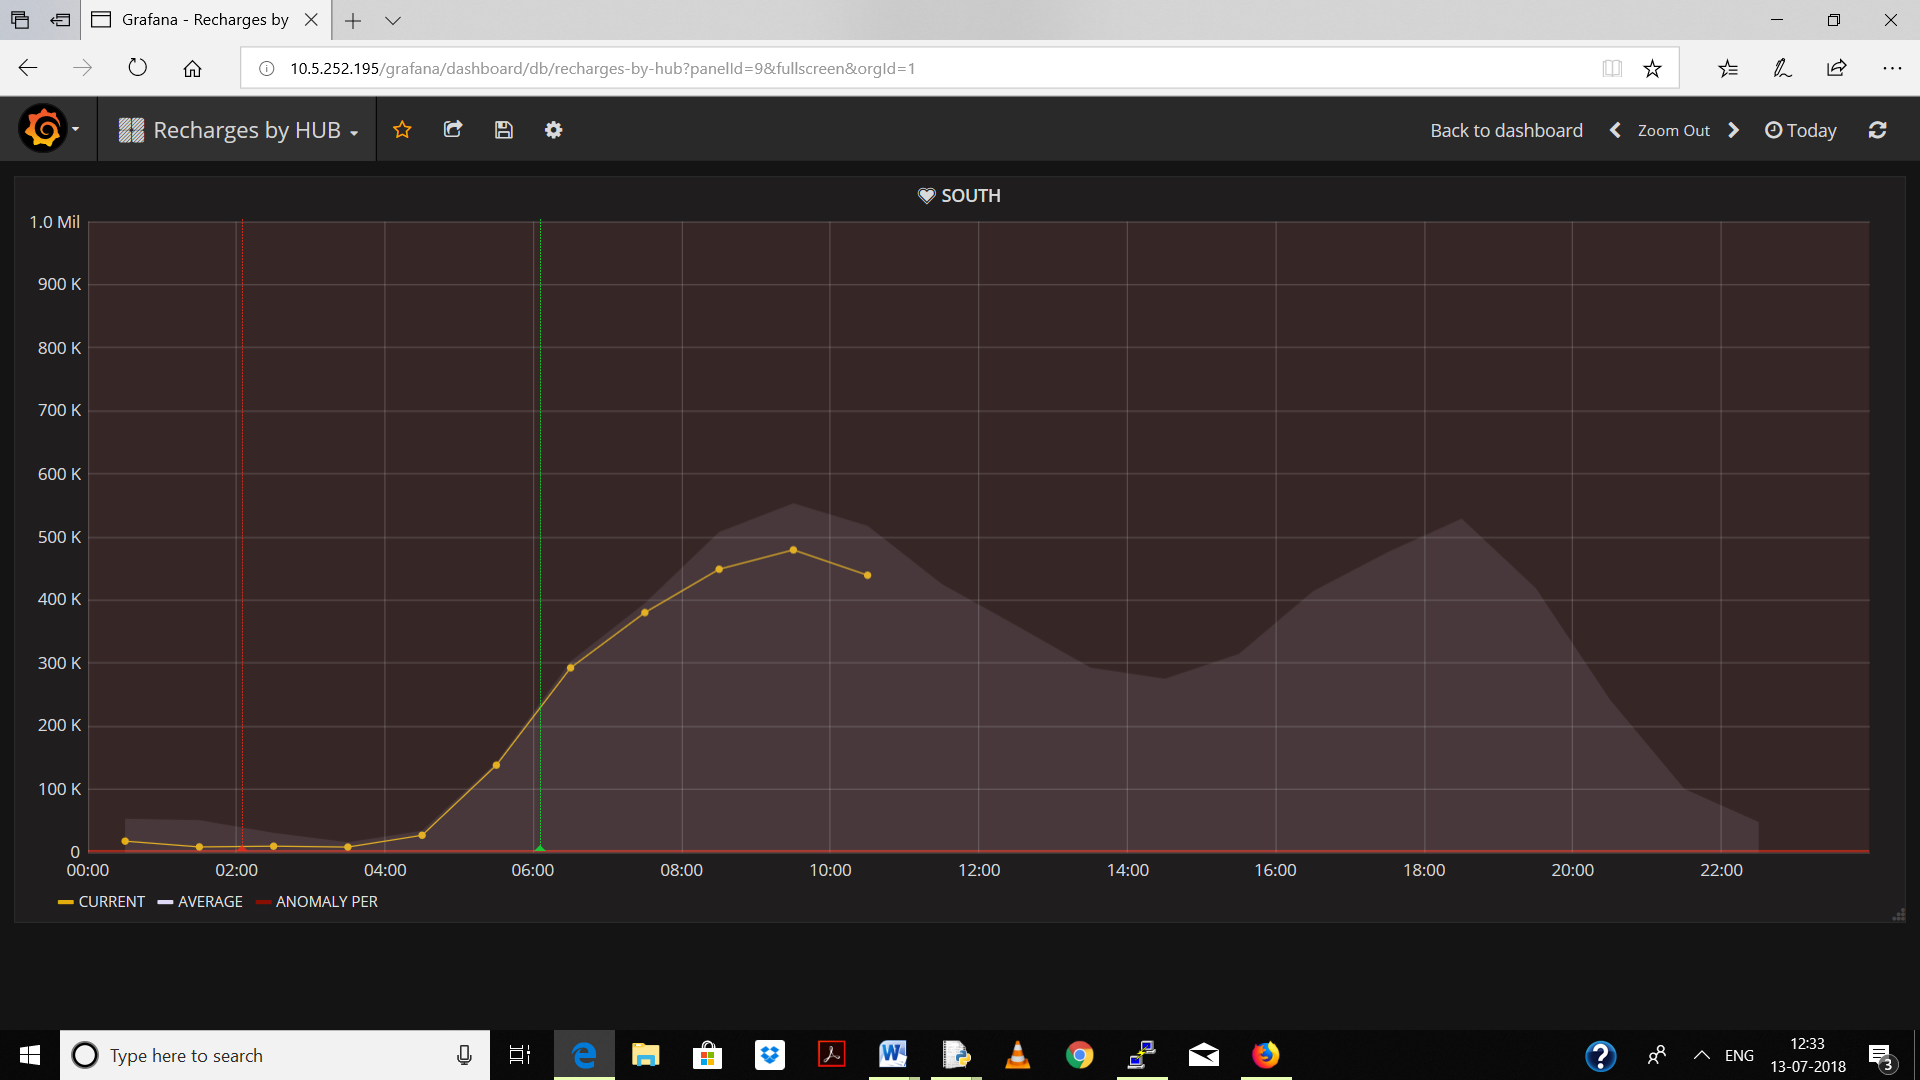 Grafana - Recharges by
10.5.252.195/grafana/dashboard/db/recharges-by-hub?panelId=9&fullscreen&orgId=1
Recharges by HUB
Back to dashboard
Zoom Out
Today
SOUTH
1.0 Mil
900 K
800 K
700 K
600 K
500 K
400 K
300 K
200 K
100 K
0
00:00 02:00 04:00 06:00 08:00 10:00 12:00 14:00 16:00 18:00 20:00 22:00
CURRENT AVERAGE ANOMALY PER
Type here to search
ENG
12:33
13-07-2018
3